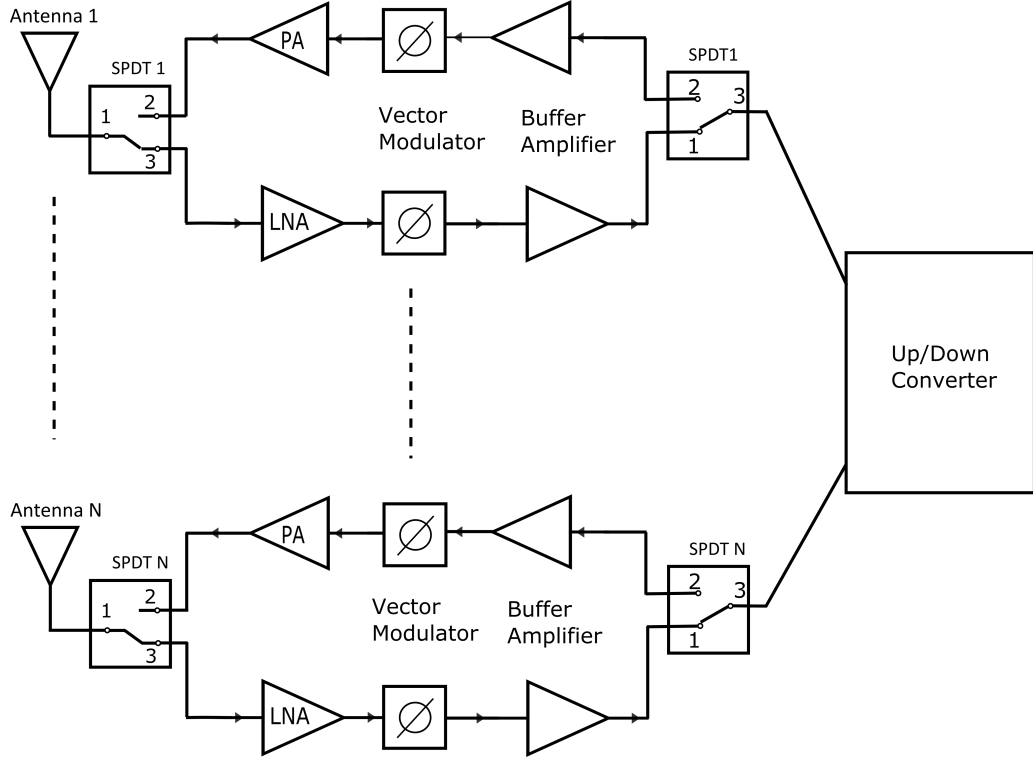 Antenna 1
SPDT 1
1
2
3
PA
Vector
Modulator
Buffer
Amplifier
LNA
SPDT1
2
3
1
Up/Down
Converter
Antenna N
SPDT N
1
2
3
PA
Vector
Modulator
Buffer
Amplifier
LNA
SPDT N
2
3
1